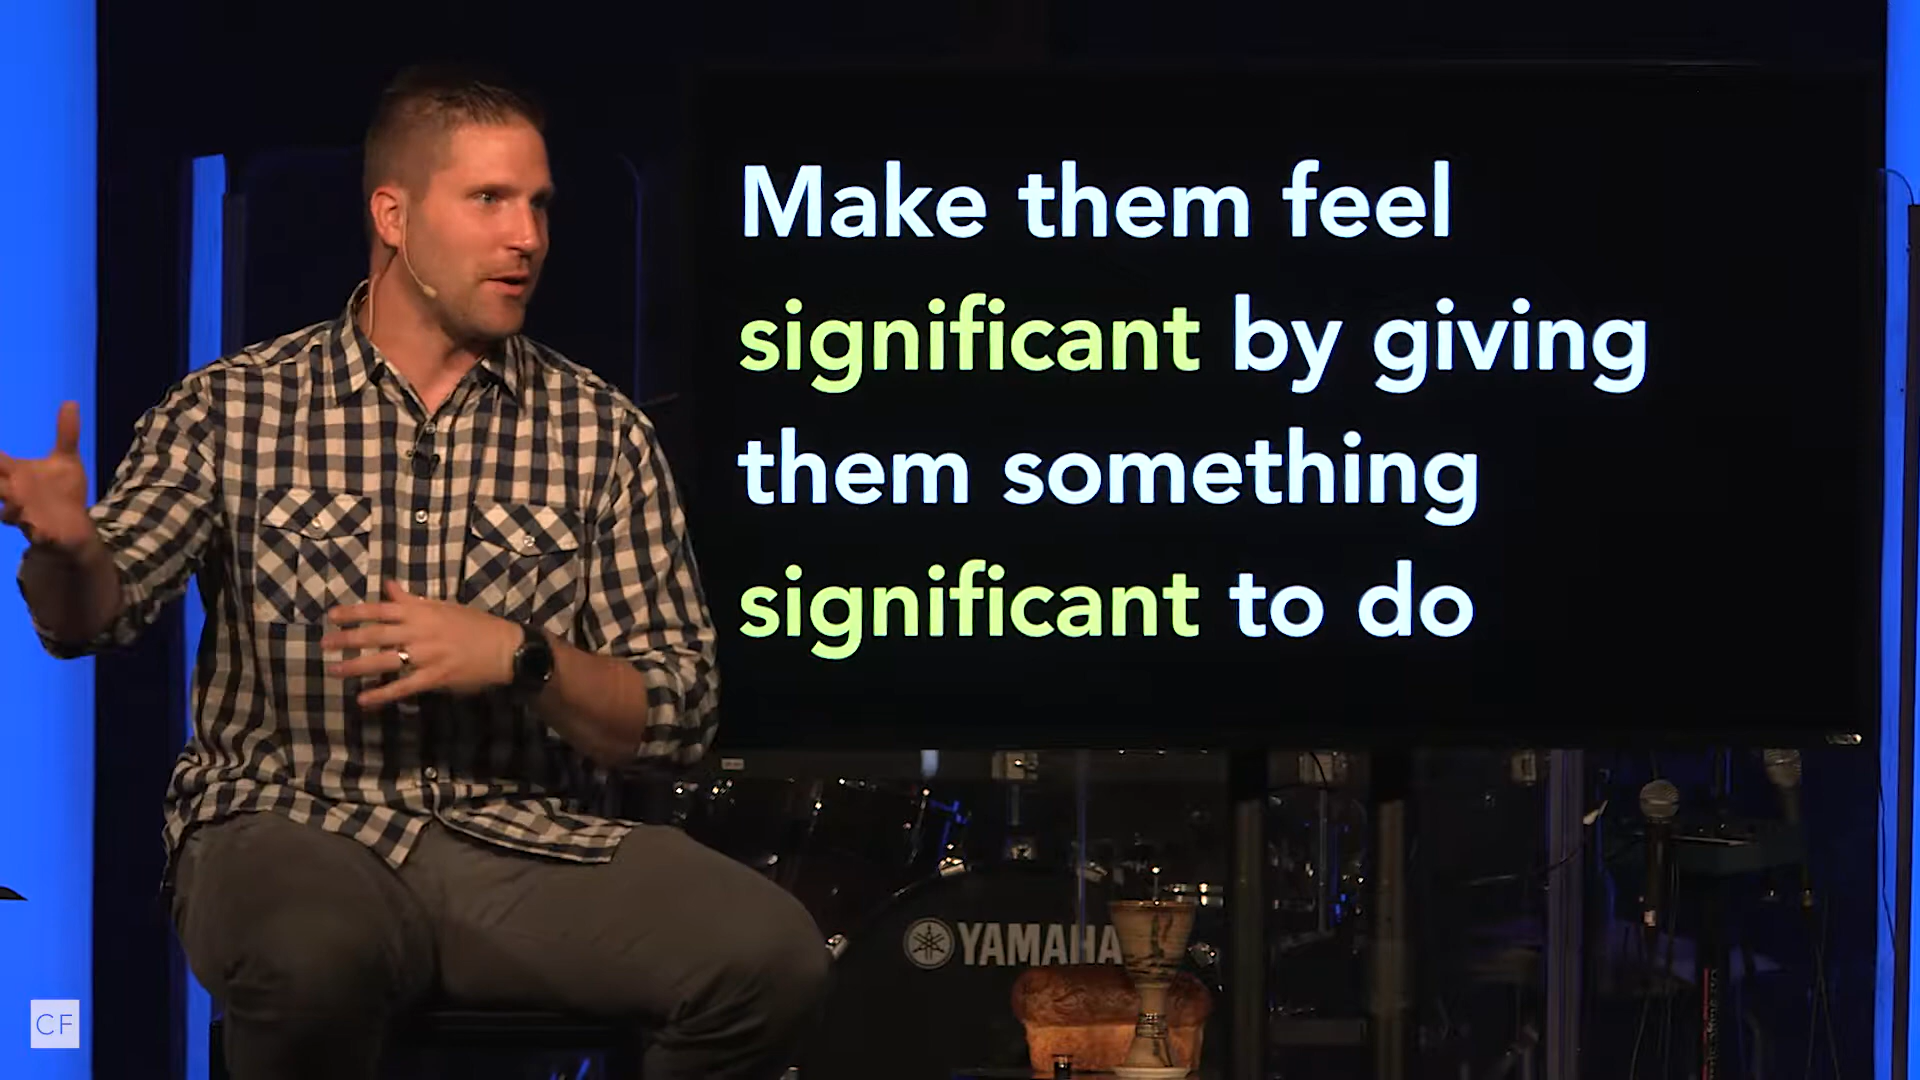 Make them feel
significant by giving
them something
significant to do
YAMAHA
CF